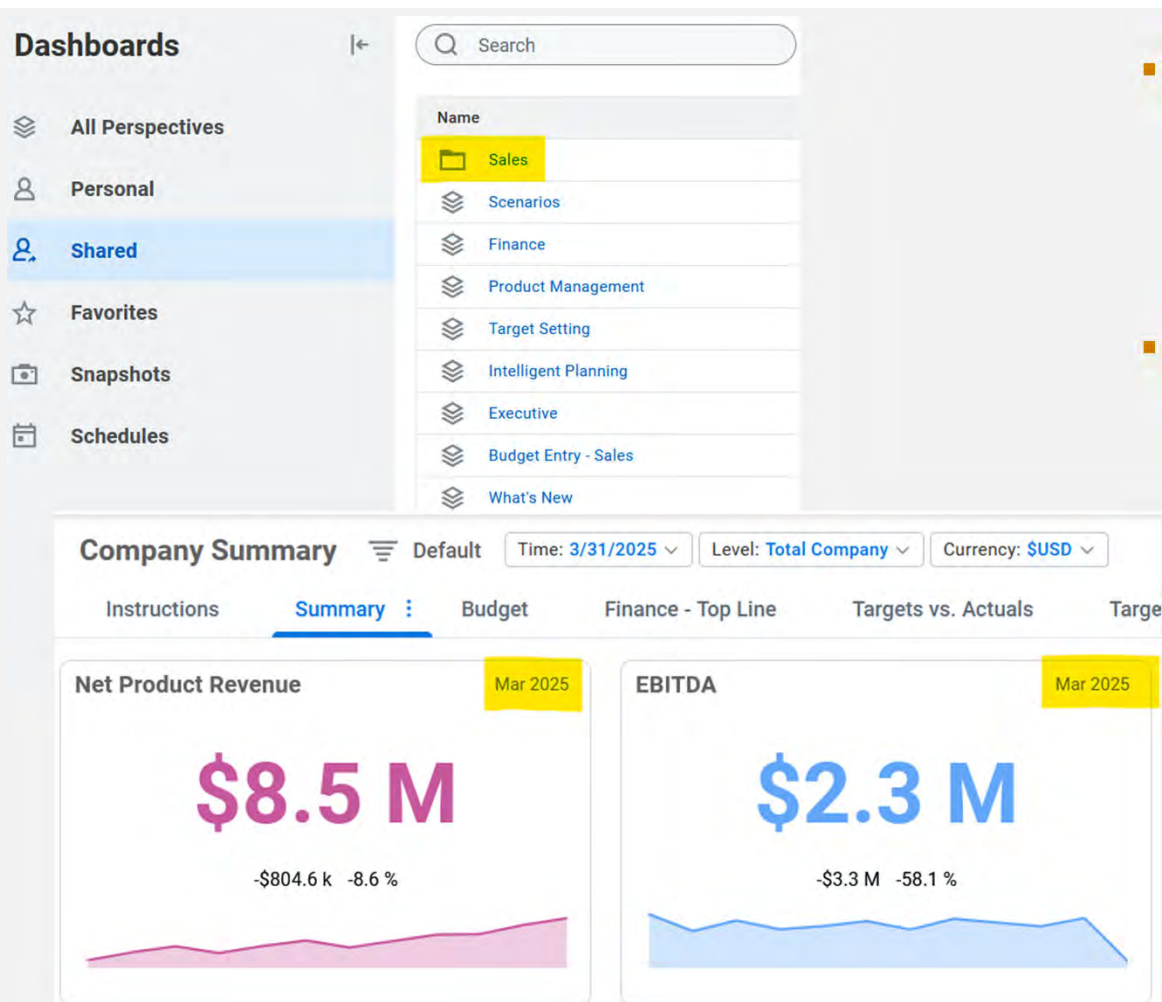 Dashboards
Search
All Perspectives
Personal
Shared
Favorites
Snapshots
Schedules
Name
Sales
Scenarios
Finance
Product Management
Target Setting
Intelligent Planning
Executive
Budget Entry - Sales
What's New
Company Summary Default Time: 3/31/2025 Level: Total Company Currency: $USD
Instructions Summary Budget Finance - Top Line Targets vs. Actuals Targe
Net Product Revenue Mar 2025
$8.5 M
-$804.6 k -8.6 %
EBITDA Mar 2025
$2.3 M
-$3.3 M -58.1 %